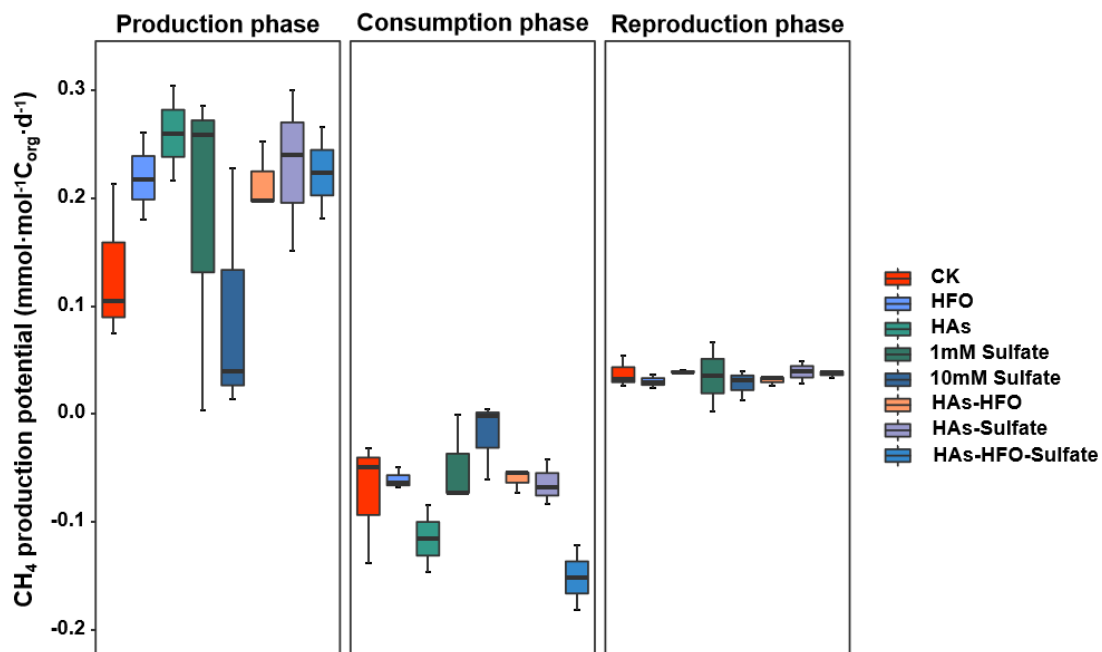 Production phase
Consumption phase
Reproduction phase
CH₄ production potential (mmol·mol⁻¹C_org·d⁻¹)
0.3
0.2
0.1
0.0
-0.1
-0.2
CK
HFO
HAs
1mM Sulfate
10mM Sulfate
HAs-HFO
HAs-Sulfate
HAs-HFO-Sulfate